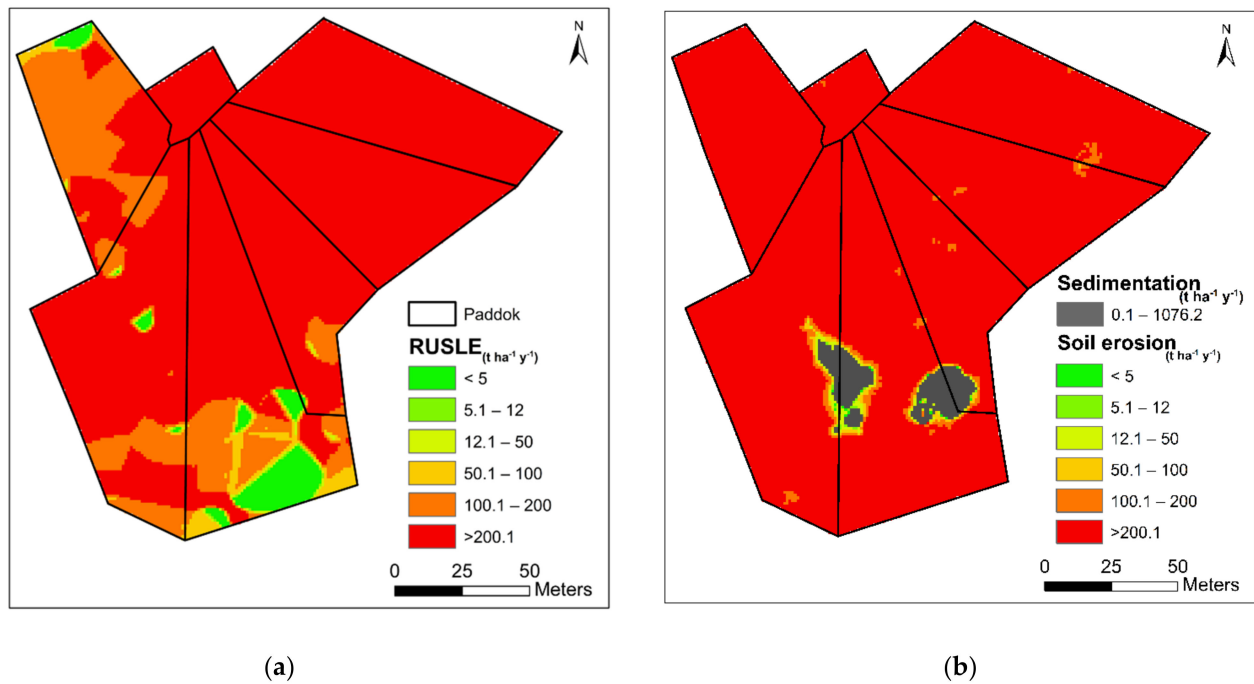 N
Paddok
RUSLE(t ha-1 y-1)
< 5
5.1 – 12
12.1 – 50
50.1 – 100
100.1 – 200
>200.1
0 25 50
Meters
(a)
N
Sedimentation(t ha-1 y-1)
0.1 – 1076.2
Soil erosion(t ha-1 y-1)
< 5
5.1 – 12
12.1 – 50
50.1 – 100
100.1 – 200
>200.1
0 25 50
Meters
(b)